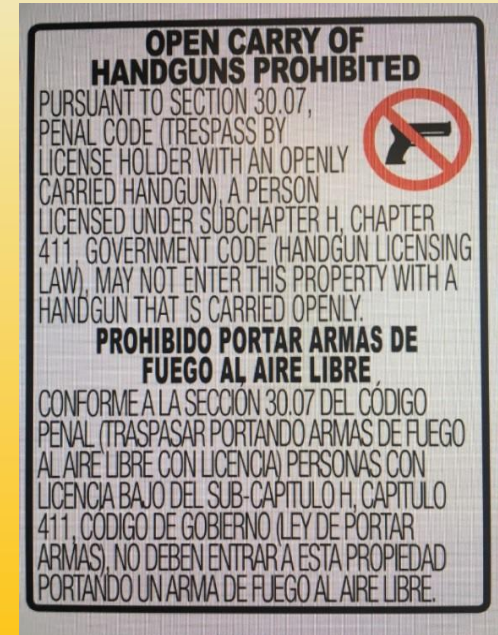 OPEN CARRY OF
HANDGUNS PROHIBITED
PURSUANT TO SECTION 30.07,
PENAL CODE (TRESPASS BY
LICENSE HOLDER WITH AN OPENLY
CARRIED HANDGUN), A PERSON
LICENSED UNDER SUBCHAPTER H, CHAPTER
411, GOVERNMENT CODE (HANDGUN LICENSING
LAW), MAY NOT ENTER THIS PROPERTY WITH A
HANDGUN THAT IS CARRIED OPENLY.
PROHIBIDO PORTAR ARMAS DE
FUEGO AL AIRE LIBRE
CONFORME A LA SECCIÓN 30.07 DEL CÓDIGO
PENAL (TRASPASAR PORTANDO ARMAS DE FUEGO
AL AIRE LIBRE CON LICENCIA) PERSONAS CON
LICENCIA BAJO DEL SUB-CAPITULO H, CAPITULO
411, CODIGO DE GOBIERNO (LEY DE PORTAR
ARMAS), NO DEBEN ENTRAR A ESTA PROPIEDAD
PORTANDO UN ARMA DE FUEGO AL AIRE LIBRE.